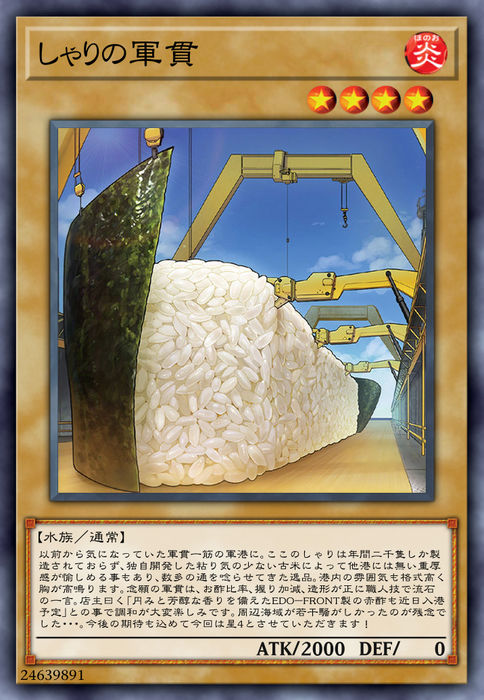 しゃりの軍貫
ほのお
炎
【水族／通常】
以前から気になっていた軍貫一筋の軍港に。ここのしゃりは年間二千隻しか製
造されておらず、独自開発した粘り気の少ない古米によって他港には無い重厚
感が愉しめる事もあり、数多の通を唸らせてきた逸品。港内の雰囲気も格式高く
胸が高鳴ります。念願の軍貫は、お酢比率、握り加減、造形が正に職人技で流石
の一言。店主曰く「円みと芳醇な香りを備えたEDO－FRONT製の赤酢も近日入港
予定」との事で調和が大変楽しみです。周辺海域が若干騒がしかったのが残念で
した・・・。今後の期待も込めて今回は星4とさせていただきます！
ATK/2000 DEF/ 0
24639891